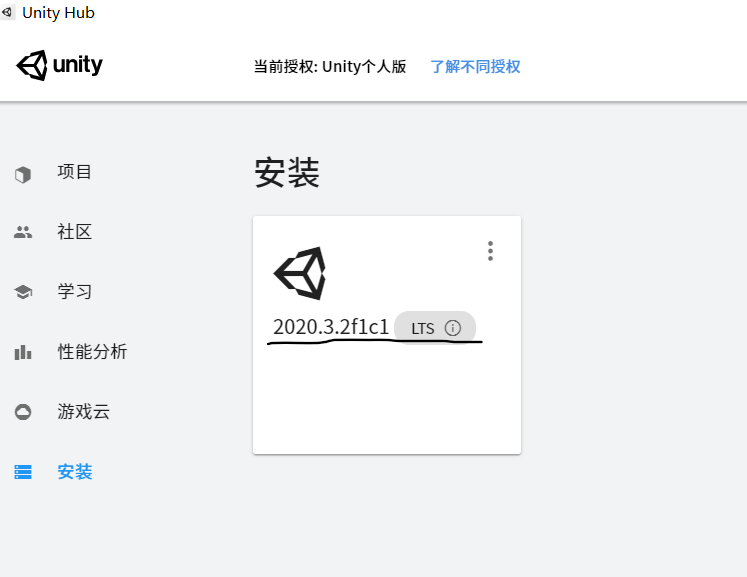 Unity Hub
unity
当前授权: Unity个人版 了解不同授权
项目
社区
学习
性能分析
游戏云
安装
安装
2020.3.2f1c1 LTS